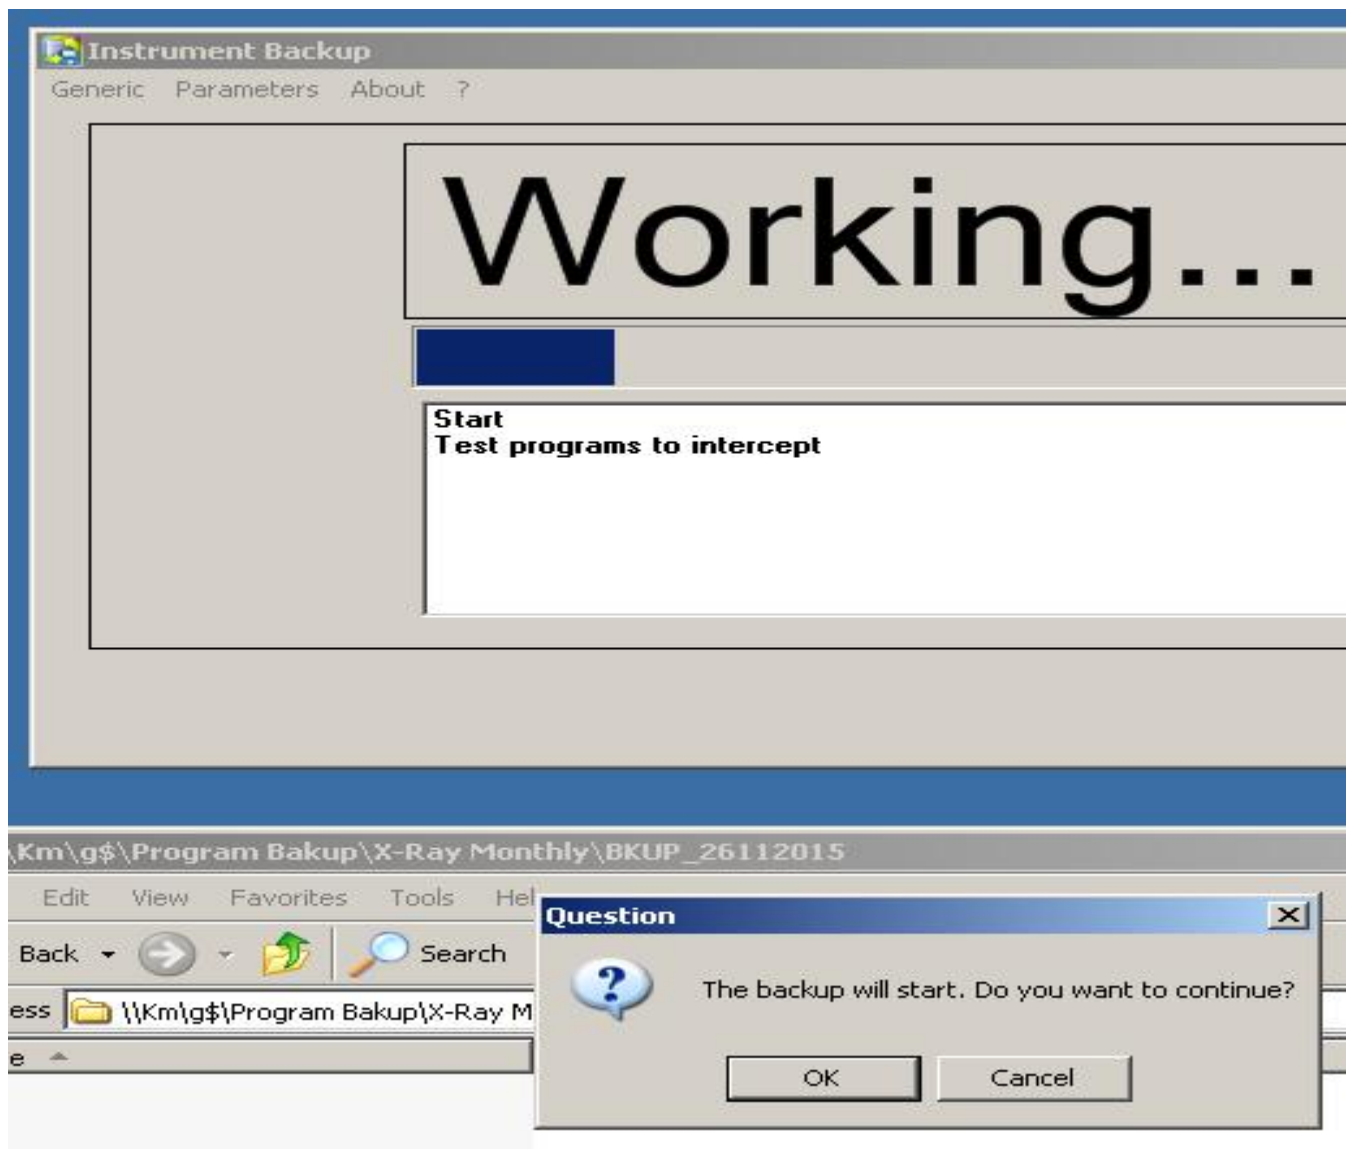 Instrument Backup
Generic Parameters About ?
Working...
Start
Test programs to intercept
\Km\g$\Program Bakup\X-Ray Monthly\BKUP_26112015
Edit View Favorites Tools Hel
Question
Back Search
The backup will start. Do you want to continue?
ess \\Km\g$\Program Bakup\X-Ray M
e
OK Cancel